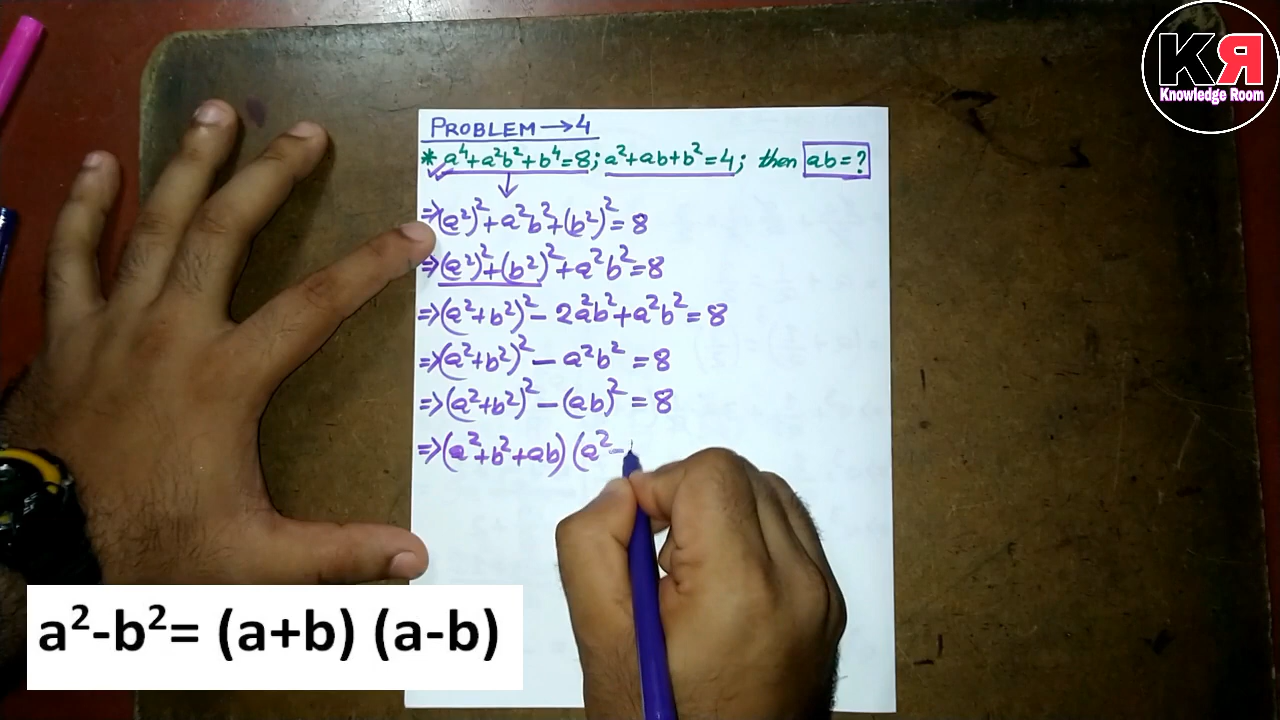 KЯ
Knowledge Room
PROBLEM → 4
* a⁴+a²b²+b⁴=8; a²+ab+b²=4; then ab=?
⇒(a²)²+a²b²+(b²)²=8
⇒(a²)²+(b²)²+a²b²=8
⇒(a²+b²)²-2a²b²+a²b²=8
⇒(a²+b²)²-a²b²=8
⇒(a²+b²)²-(ab)²=8
⇒(a²+b²+ab)(a²-
a²-b²= (a+b) (a-b)